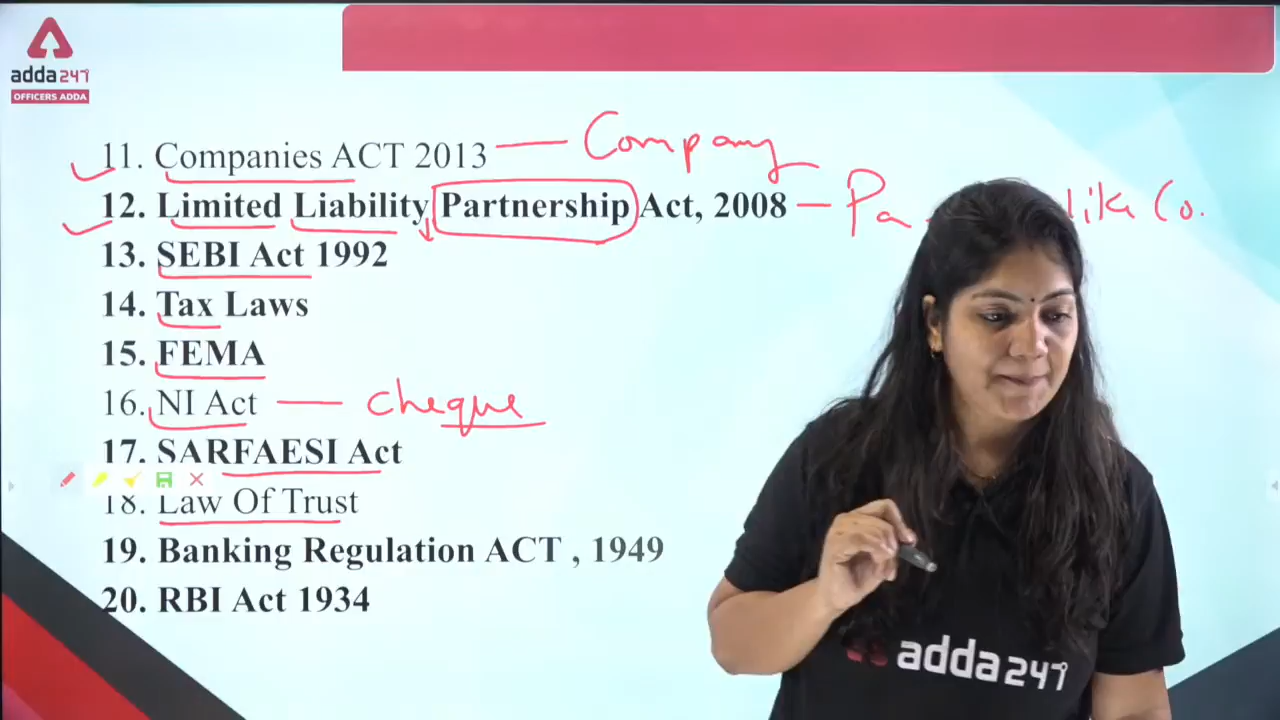 adda247
OFFICERS ADDA
11. Companies ACT 2013 — Company
12. Limited Liability Partnership Act, 2008 — Pa like Co.
13. SEBI Act 1992
14. Tax Laws
15. FEMA
16. NI Act — cheque
17. SARFAESI Act
18. Law Of Trust
19. Banking Regulation ACT , 1949
20. RBI Act 1934
adda247